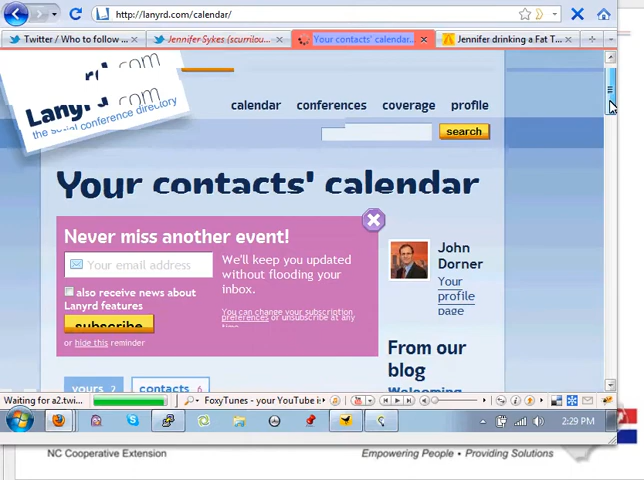 http://lanyrd.com/calendar/
Twitter / Who to follow ...
Jennifer Sykes (scurrilou...
Your contacts' calendar...
Jennifer drinking a Fat T...
rd.com
Lanyrd.com
the social conference directory
calendar conferences coverage profile
search
Your contacts' calendar
Never miss another event!
Your email address
also receive news about
Lanyrd features
subscribe
or hide this reminder
We'll keep you updated
without flooding your
inbox.
You can change your subscription
preferences or unsubscribe at any
time.
John
Dorner
Your
profile
page
From our
blog
Welcoming
yours 2
contacts 6
Waiting for a2.twi...
FoxyTunes - your YouTube i:
2:29 PM
NC Cooperative Extension
Empowering People • Providing Solutions